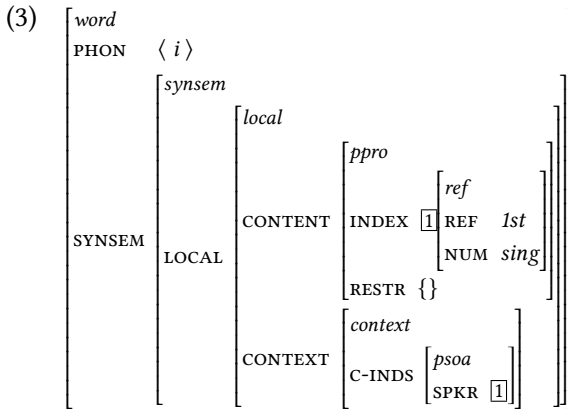 (3)
word
PHON ⟨ i ⟩
synsem
local
ppro
ref
CONTENT INDEX 1 REF 1st
SYNSEM LOCAL NUM sing
RESTR {}
context
CONTEXT C-INDS psoa
SPKR 1